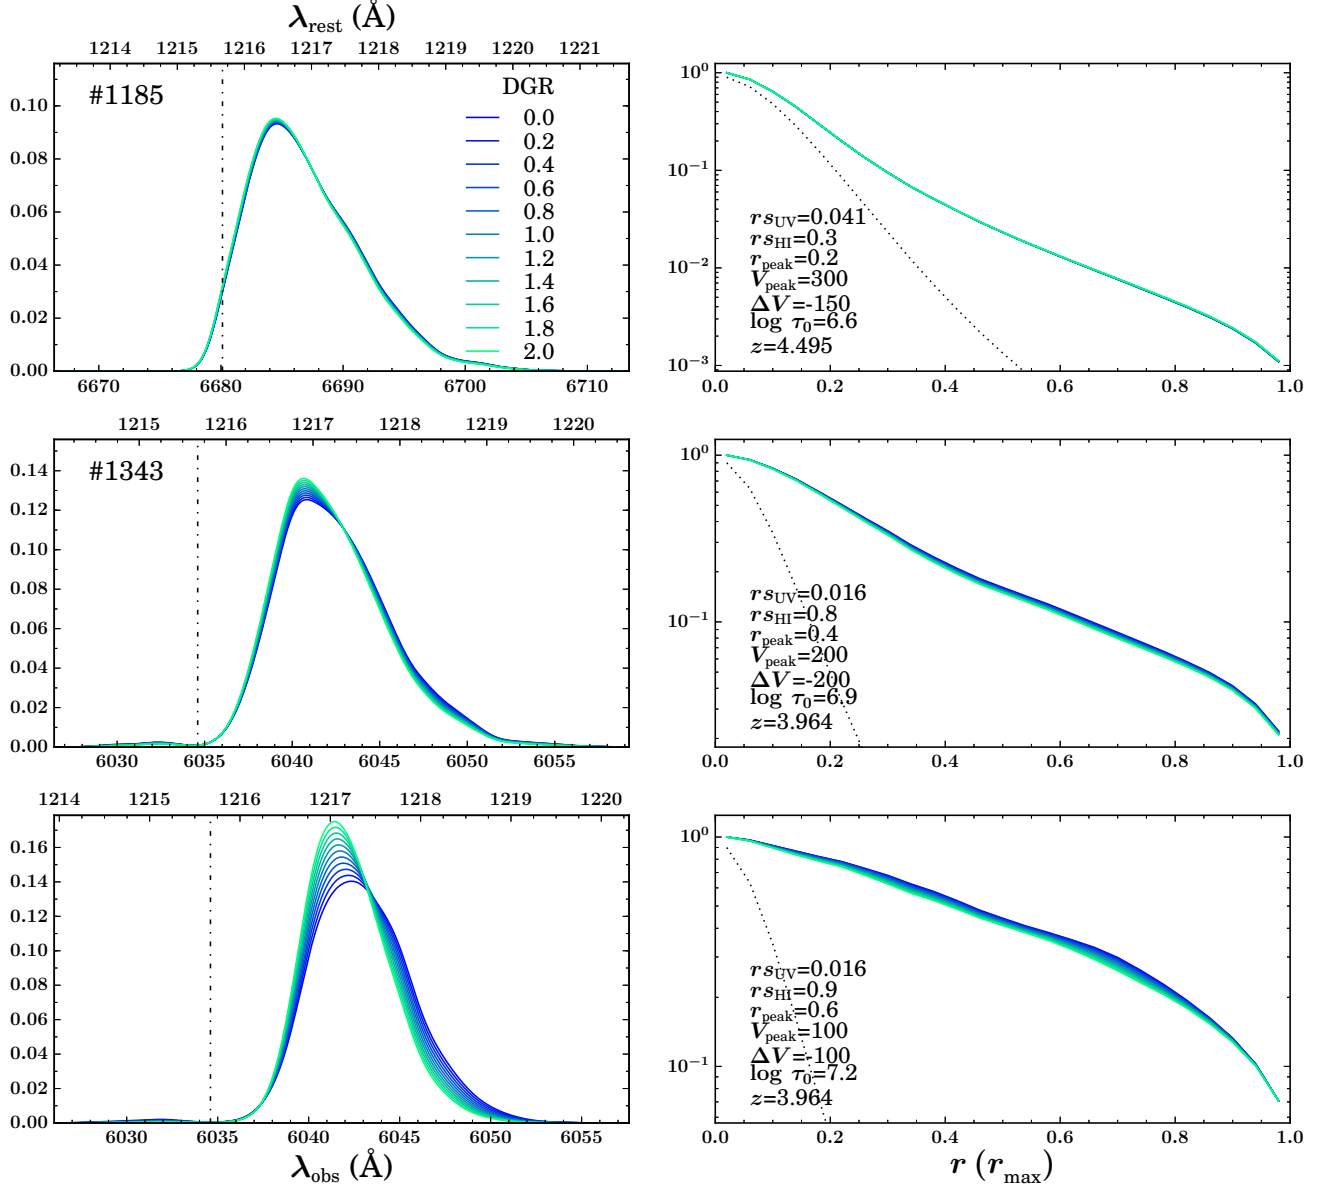 λrest (Å)
1214 1215 1216 1217 1218 1219 1220 1221
#1185
DGR
0.0
0.2
0.4
0.6
0.8
1.0
1.2
1.4
1.6
1.8
2.0
0.10
0.08
0.06
0.04
0.02
0.00
6670 6680 6690 6700 6710
10⁰
10⁻¹
10⁻²
10⁻³
rsUV=0.041
rsHI=0.3
rpeak=0.2
Vpeak=300
ΔV=-150
log τ0=6.6
z=4.495
0.0 0.2 0.4 0.6 0.8 1.0
1215 1216 1217 1218 1219 1220
#1343
0.14
0.12
0.10
0.08
0.06
0.04
0.02
0.00
6030 6035 6040 6045 6050 6055
10⁰
10⁻¹
rsUV=0.016
rsHI=0.8
rpeak=0.4
Vpeak=200
ΔV=-200
log τ0=6.9
z=3.964
0.0 0.2 0.4 0.6 0.8 1.0
1214 1215 1216 1217 1218 1219 1220
0.16
0.14
0.12
0.10
0.08
0.06
0.04
0.02
0.00
6030 6035 6040 6045 6050 6055
λobs (Å)
10⁰
10⁻¹
rsUV=0.016
rsHI=0.9
rpeak=0.6
Vpeak=100
ΔV=-100
log τ0=7.2
z=3.964
0.0 0.2 0.4 0.6 0.8 1.0
r (rmax)